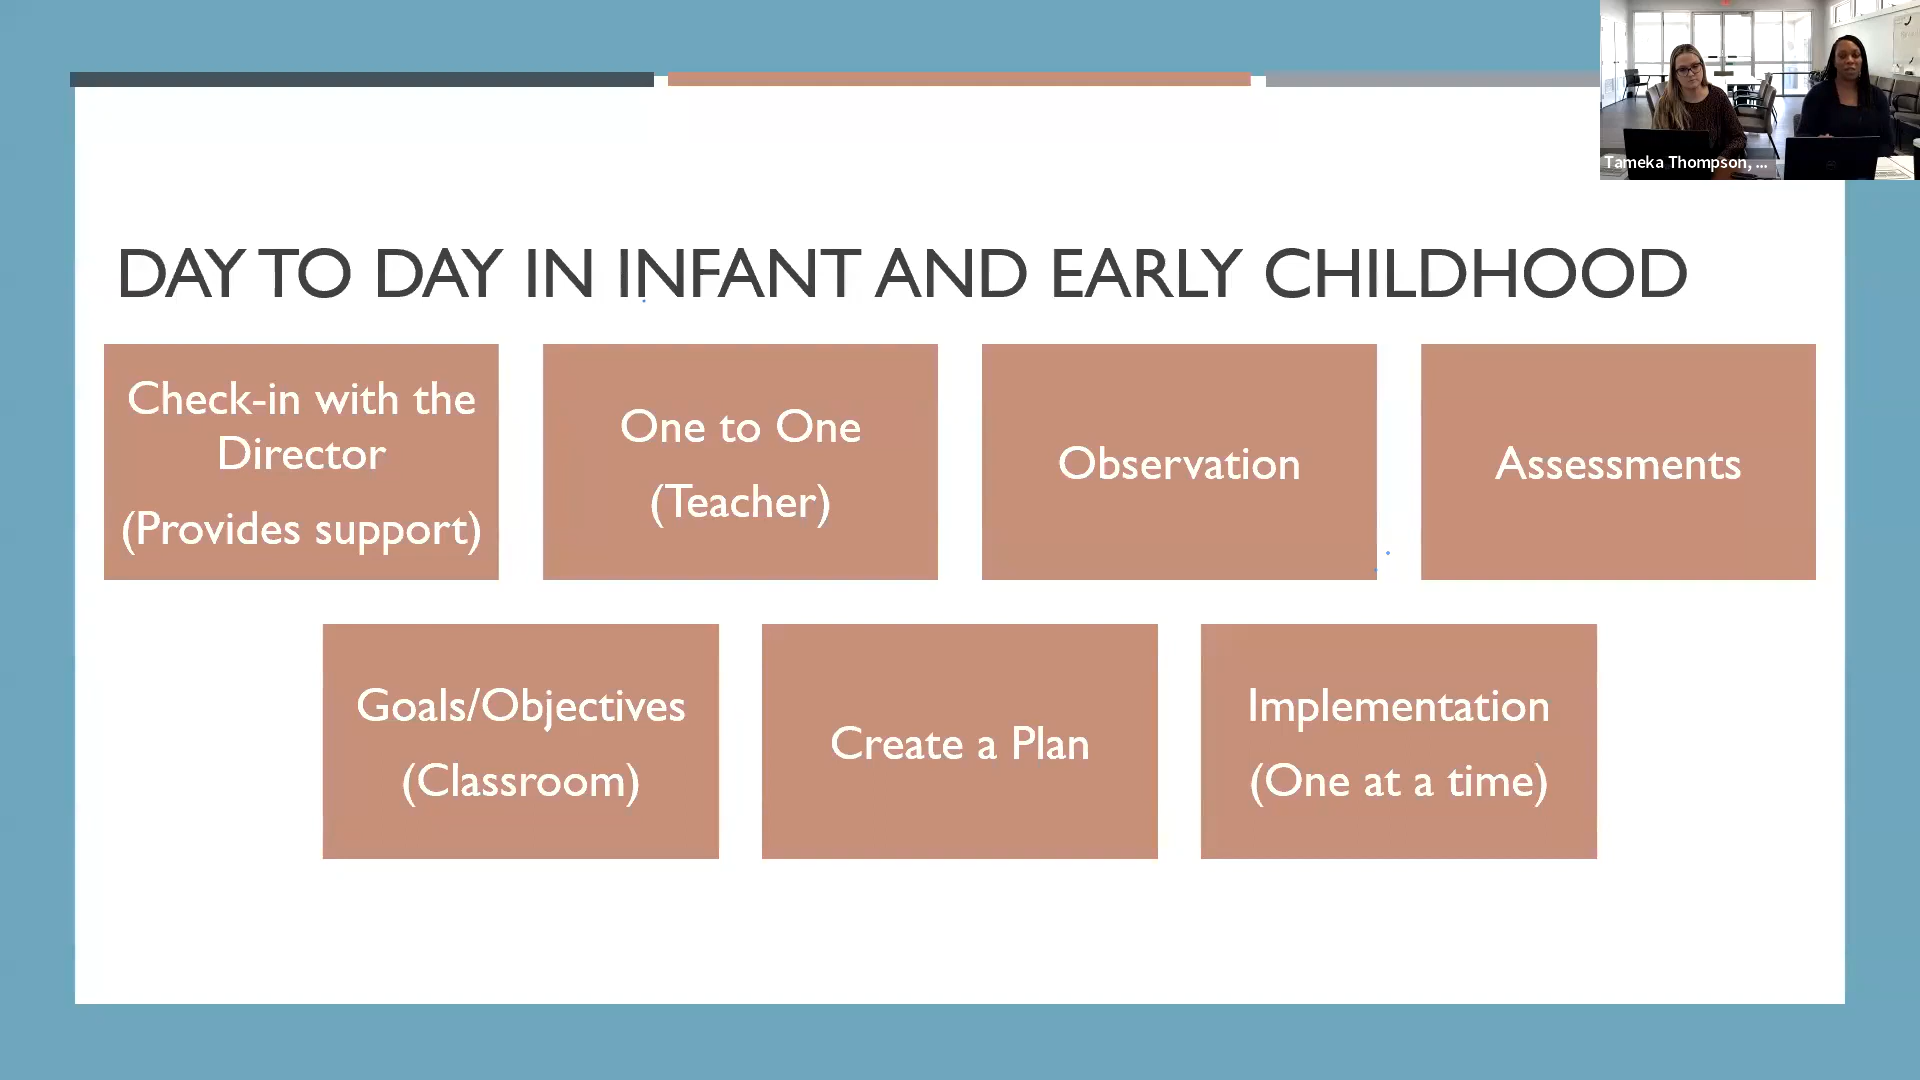 Tameka Thompson, ...
DAY TO DAY IN INFANT AND EARLY CHILDHOOD
Check-in with the
Director
(Provides support)
One to One
(Teacher)
Observation
Assessments
Goals/Objectives
(Classroom)
Create a Plan
Implementation
(One at a time)